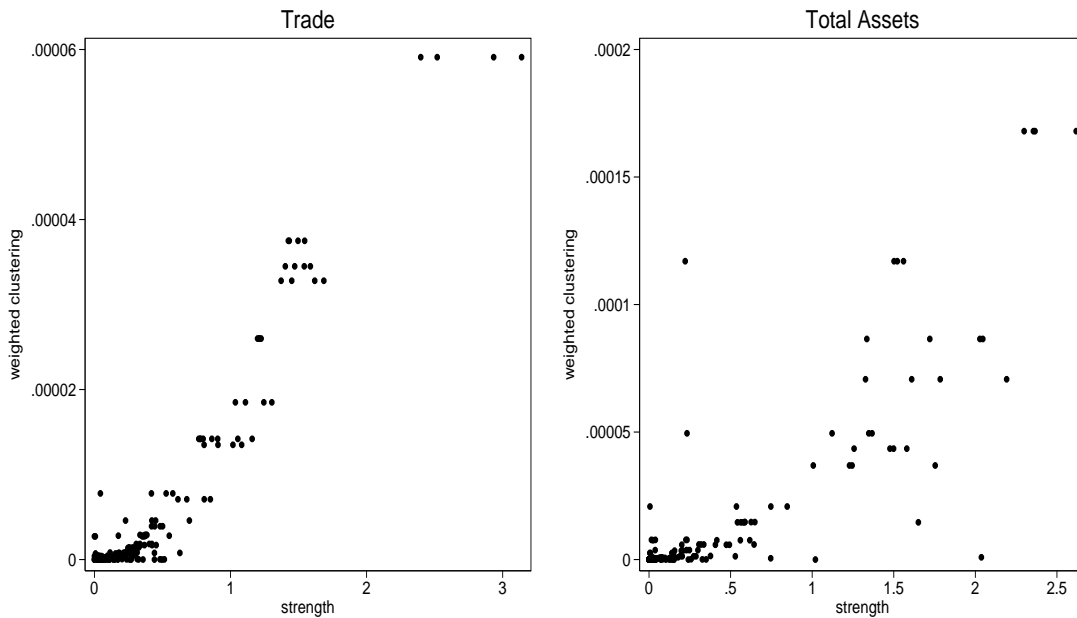 Trade
.00006
.00004
.00002
0
weighted clustering
0 1 2 3
strength
Total Assets
.0002
.00015
.0001
.00005
0
weighted clustering
0 .5 1 1.5 2 2.5
strength